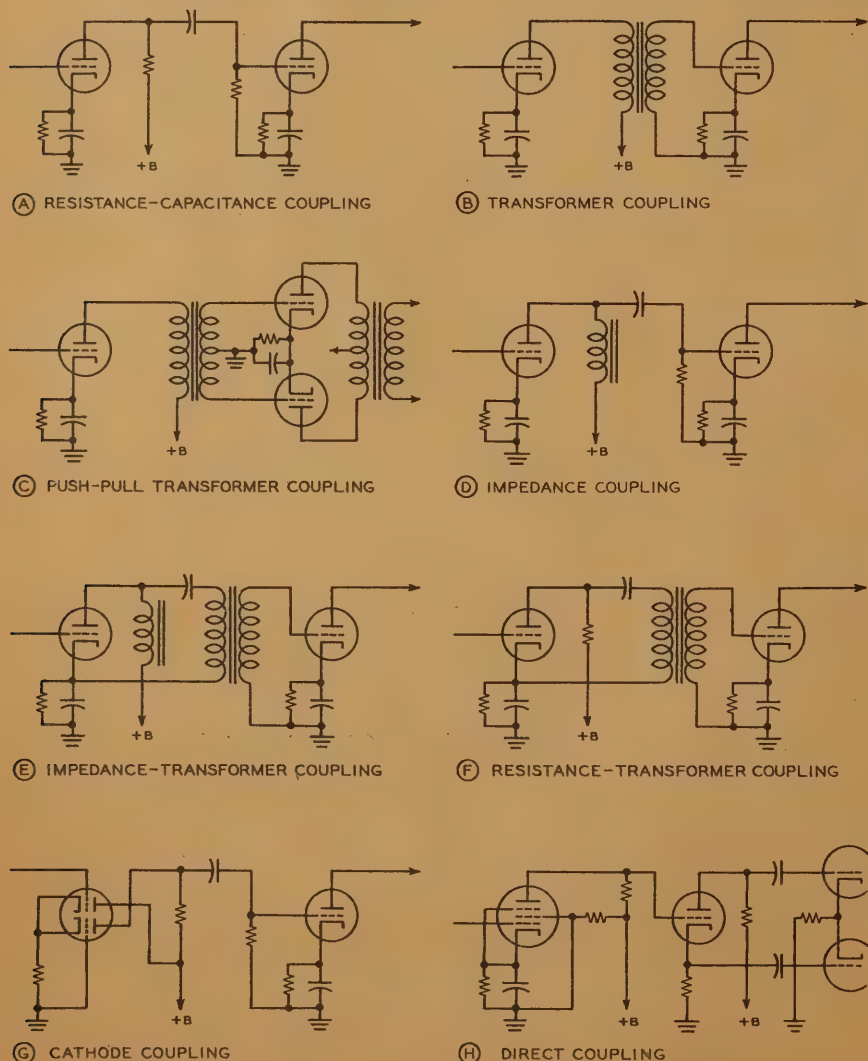 +B
Ⓐ RESISTANCE-CAPACITANCE COUPLING
+B
Ⓑ TRANSFORMER COUPLING
+B
Ⓒ PUSH-PULL TRANSFORMER COUPLING
+B
Ⓓ IMPEDANCE COUPLING
+B
Ⓔ IMPEDANCE-TRANSFORMER COUPLING
+B
Ⓕ RESISTANCE-TRANSFORMER COUPLING
+B
Ⓖ CATHODE COUPLING
+B
+B
Ⓗ DIRECT COUPLING